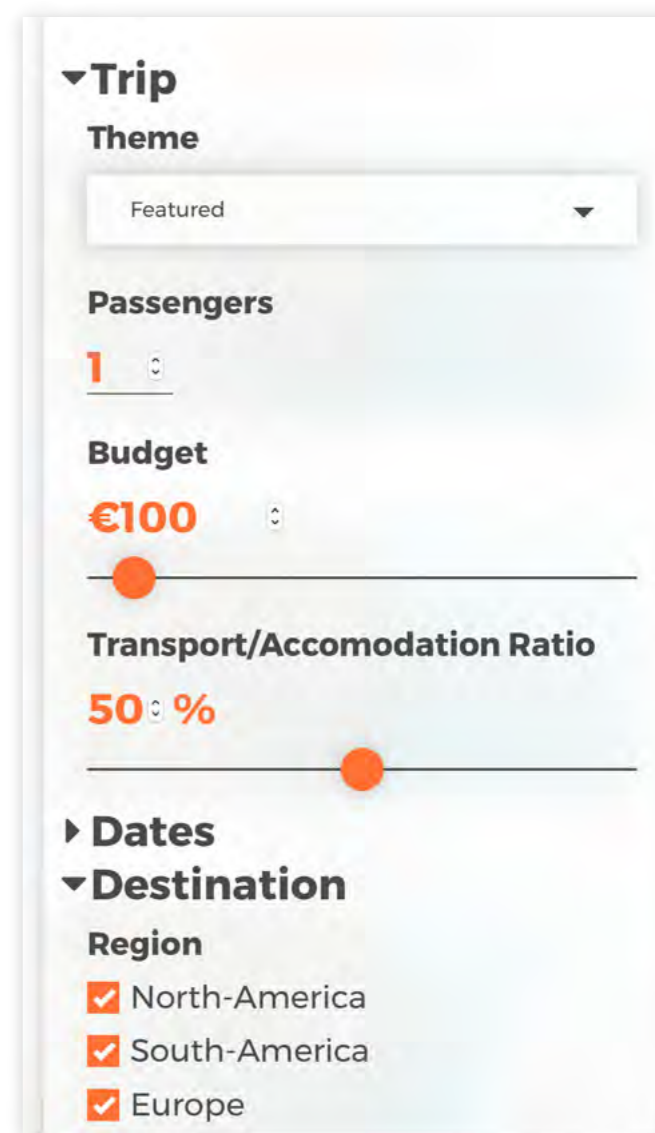 Trip
Theme
Featured
Passengers
1
Budget
€100
Transport/Accomodation Ratio
50 %
Dates
Destination
Region
North-America
South-America
Europe